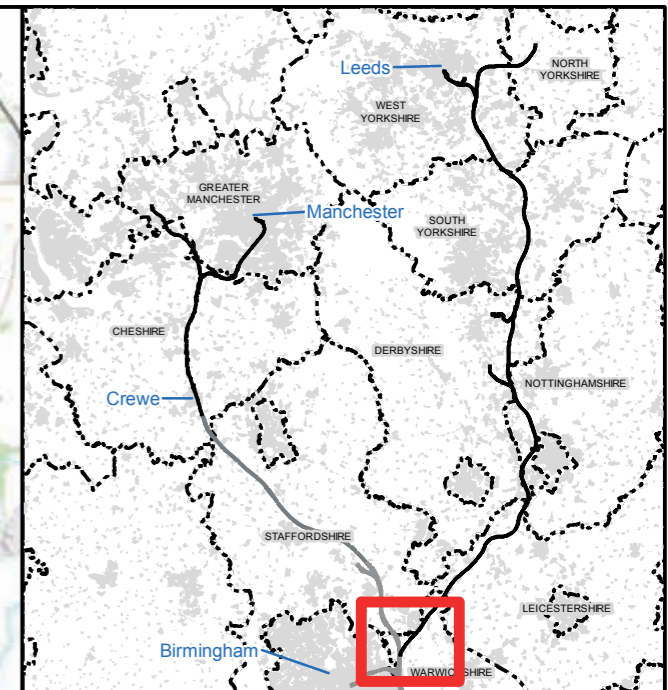 Leeds
NORTH
YORKSHIRE
WEST
YORKSHIRE
GREATER
MANCHESTER
Manchester
SOUTH
YORKSHIRE
CHESHIRE
DERBYSHIRE
NOTTINGHAMSHIRE
Crewe
STAFFORDSHIRE
LEICESTERSHIRE
Birmingham
WARWICKSHIRE